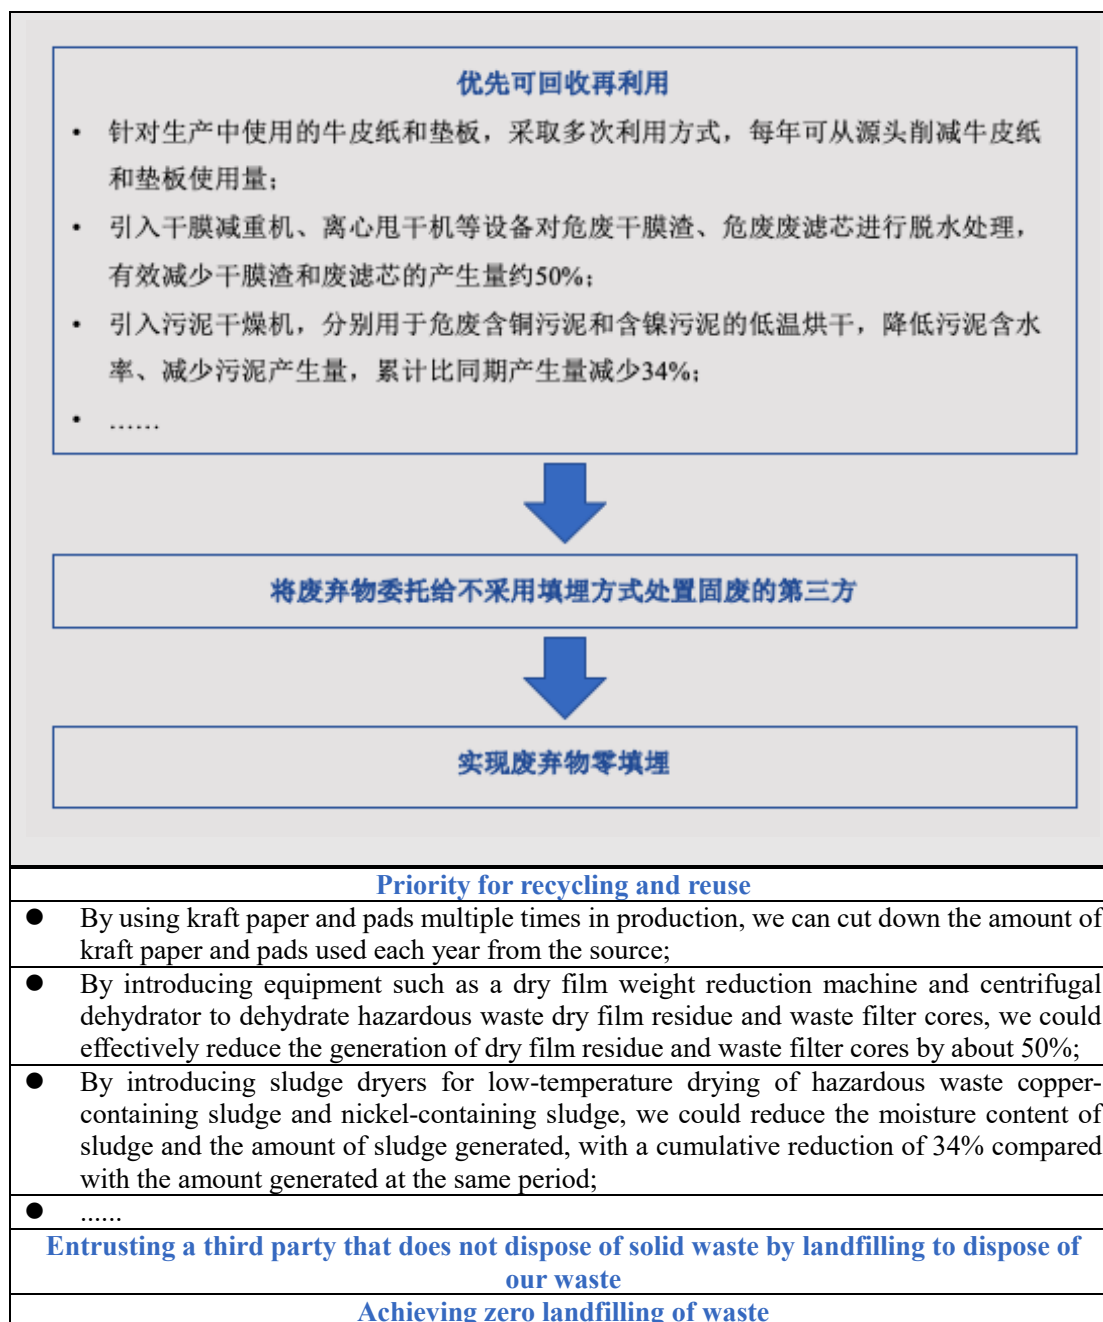 优先可回收再利用
• 针对生产中使用的牛皮纸和垫板，采取多次利用方式，每年可从源头削减牛皮纸
和垫板使用量；
• 引入干膜减重机、离心甩干机等设备对危废干膜渣、危废废滤芯进行脱水处理，
有效减少干膜渣和废滤芯的产生量约50%；
• 引入污泥干燥机，分别用于危废含铜污泥和含镍污泥的低温烘干，降低污泥含水
率、减少污泥产生量，累计比同期产生量减少34%；
• ……
将废弃物委托给不采用填埋方式处置固废的第三方
实现废弃物零填埋
Priority for recycling and reuse
● By using kraft paper and pads multiple times in production, we can cut down the amount of
kraft paper and pads used each year from the source;
● By introducing equipment such as a dry film weight reduction machine and centrifugal
dehydrator to dehydrate hazardous waste dry film residue and waste filter cores, we could
effectively reduce the generation of dry film residue and waste filter cores by about 50%;
● By introducing sludge dryers for low-temperature drying of hazardous waste copper-
containing sludge and nickel-containing sludge, we could reduce the moisture content of
sludge and the amount of sludge generated, with a cumulative reduction of 34% compared
with the amount generated at the same period;
● ......
Entrusting a third party that does not dispose of solid waste by landfilling to dispose of
our waste
Achieving zero landfilling of waste